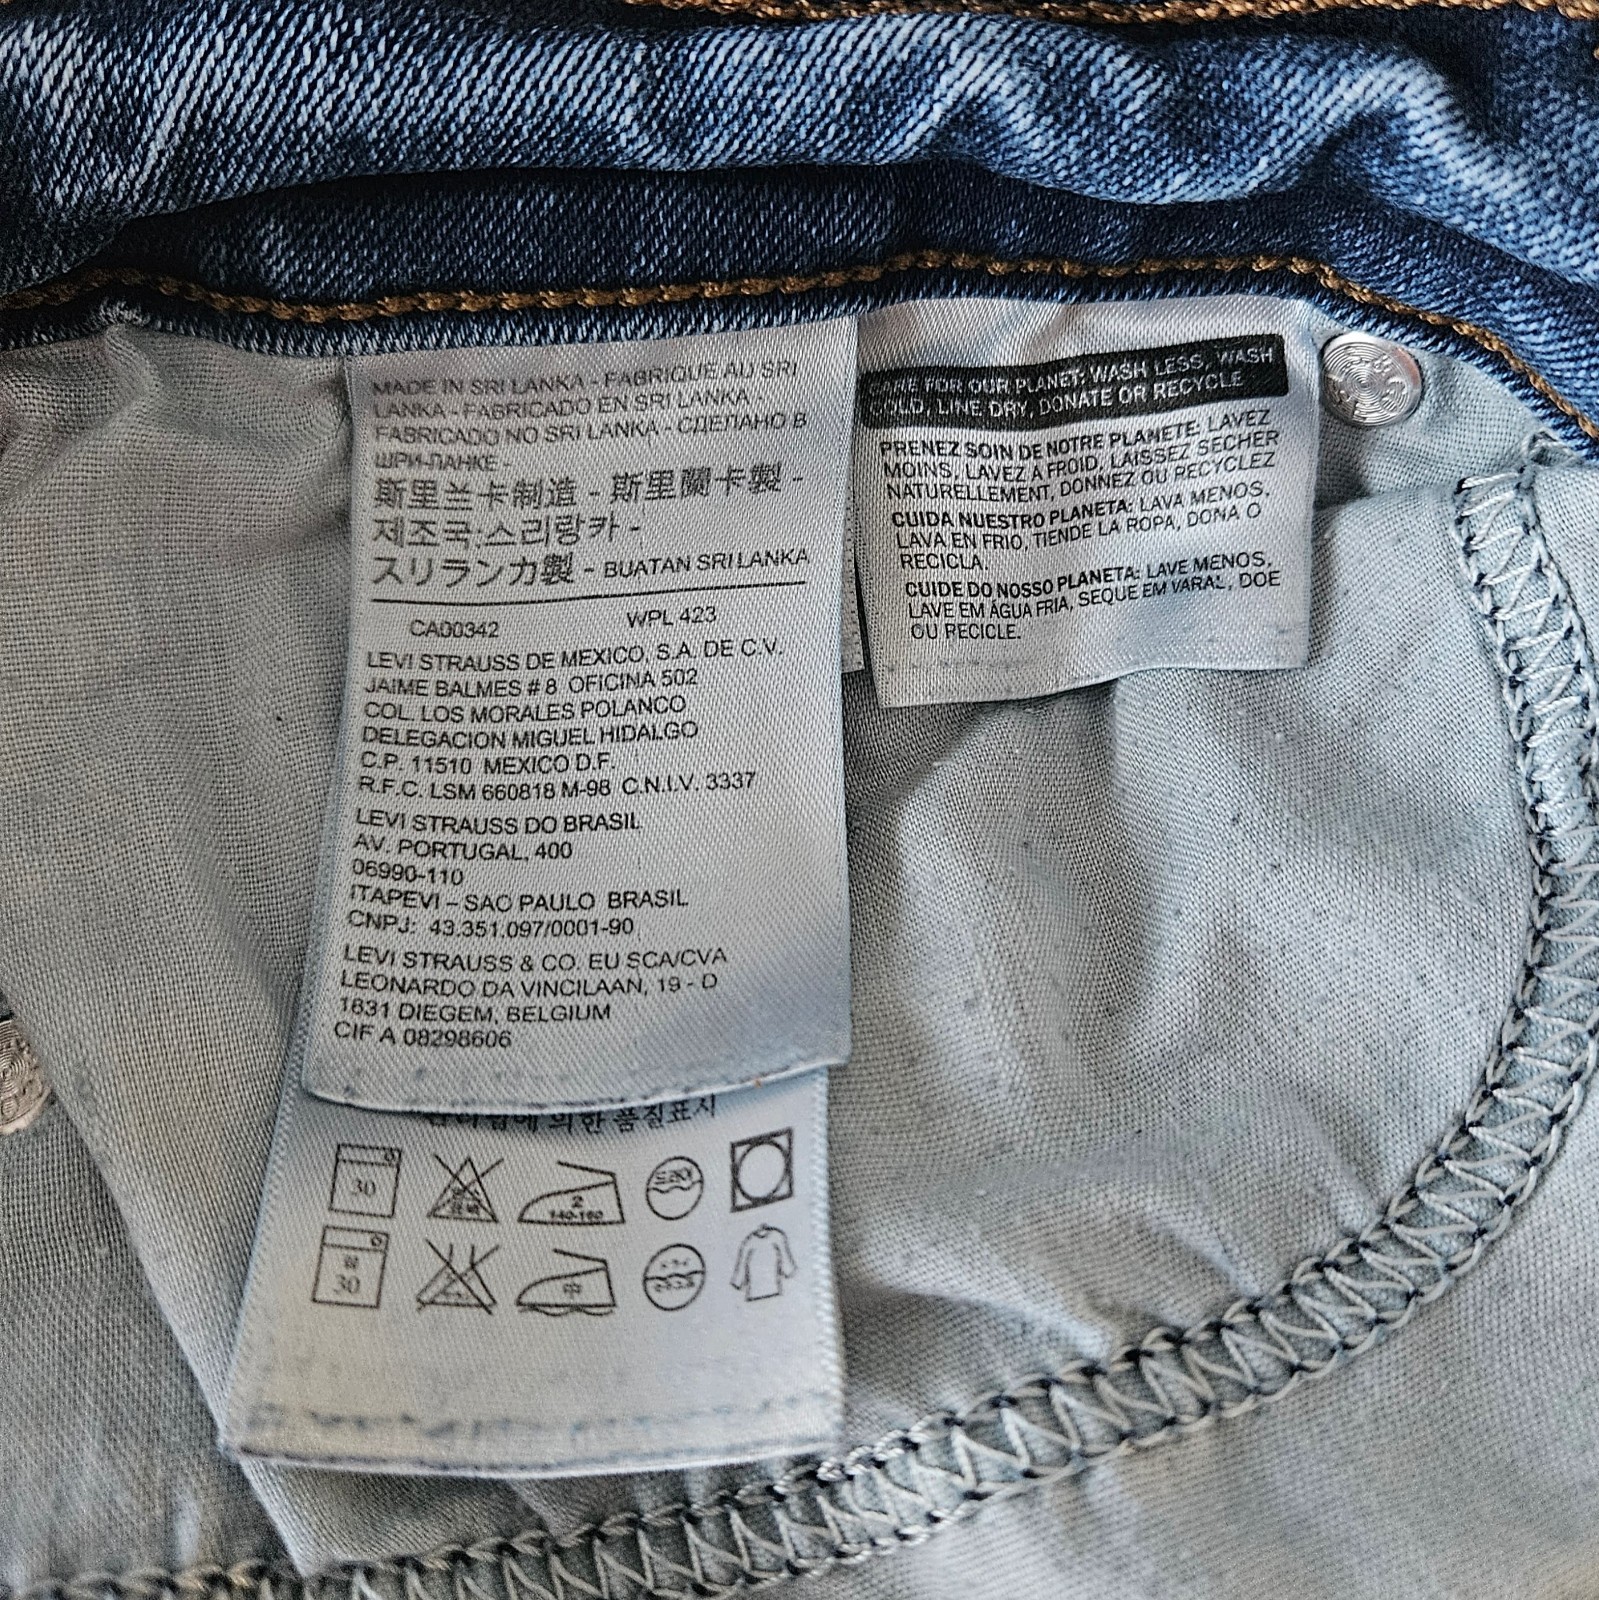 MADE IN SRI LANKA - FABRIQUE AU SRI
LANKA - FABRICADO EN SRI LANKA
FABRICADO NO SRI LANKA - СДЕЛАНО В
ШРИ-ЛАНКЕ -
斯里兰卡制造 - 斯里蘭卡製 -
제조국:스리랑카 -
スリランカ製 - BUATAN SRI LANKA
CA00342 WPL 423
LEVI STRAUSS DE MEXICO, S.A. DE C.V.
JAIME BALMES # 8 OFICINA 502
COL. LOS MORALES POLANCO
DELEGACION MIGUEL HIDALGO
C.P. 11510 MEXICO D.F.
R.F.C. LSM 660818 M-98 C.N.I.V. 3337
LEVI STRAUSS DO BRASIL
AV. PORTUGAL, 400
06990-110
ITAPEVI – SAO PAULO BRASIL
CNPJ: 43.351.097/0001-90
LEVI STRAUSS & CO. EU SCA/CVA
LEONARDO DA VINCILAAN, 19 - D
1831 DIEGEM, BELGIUM
CIF A 08298606
의한 품질표시
30
2
140-160
30
中
FOR OUR PLANET: WASH LESS, WASH
COLD, LINE DRY, DONATE OR RECYCLE
PRENEZ SOIN DE NOTRE PLANETE: LAVEZ
MOINS, LAVEZ A FROID, LAISSEZ SECHER
NATURELLEMENT, DONNEZ OU RECYCLEZ
CUIDA NUESTRO PLANETA: LAVA MENOS,
LAVA EN FRIO, TIENDE LA ROPA, DONA O
RECICLA.
CUIDE DO NOSSO PLANETA: LAVE MENOS,
LAVE EM ÁGUA FRIA, SEQUE EM VARAL, DOE
OU RECICLE.